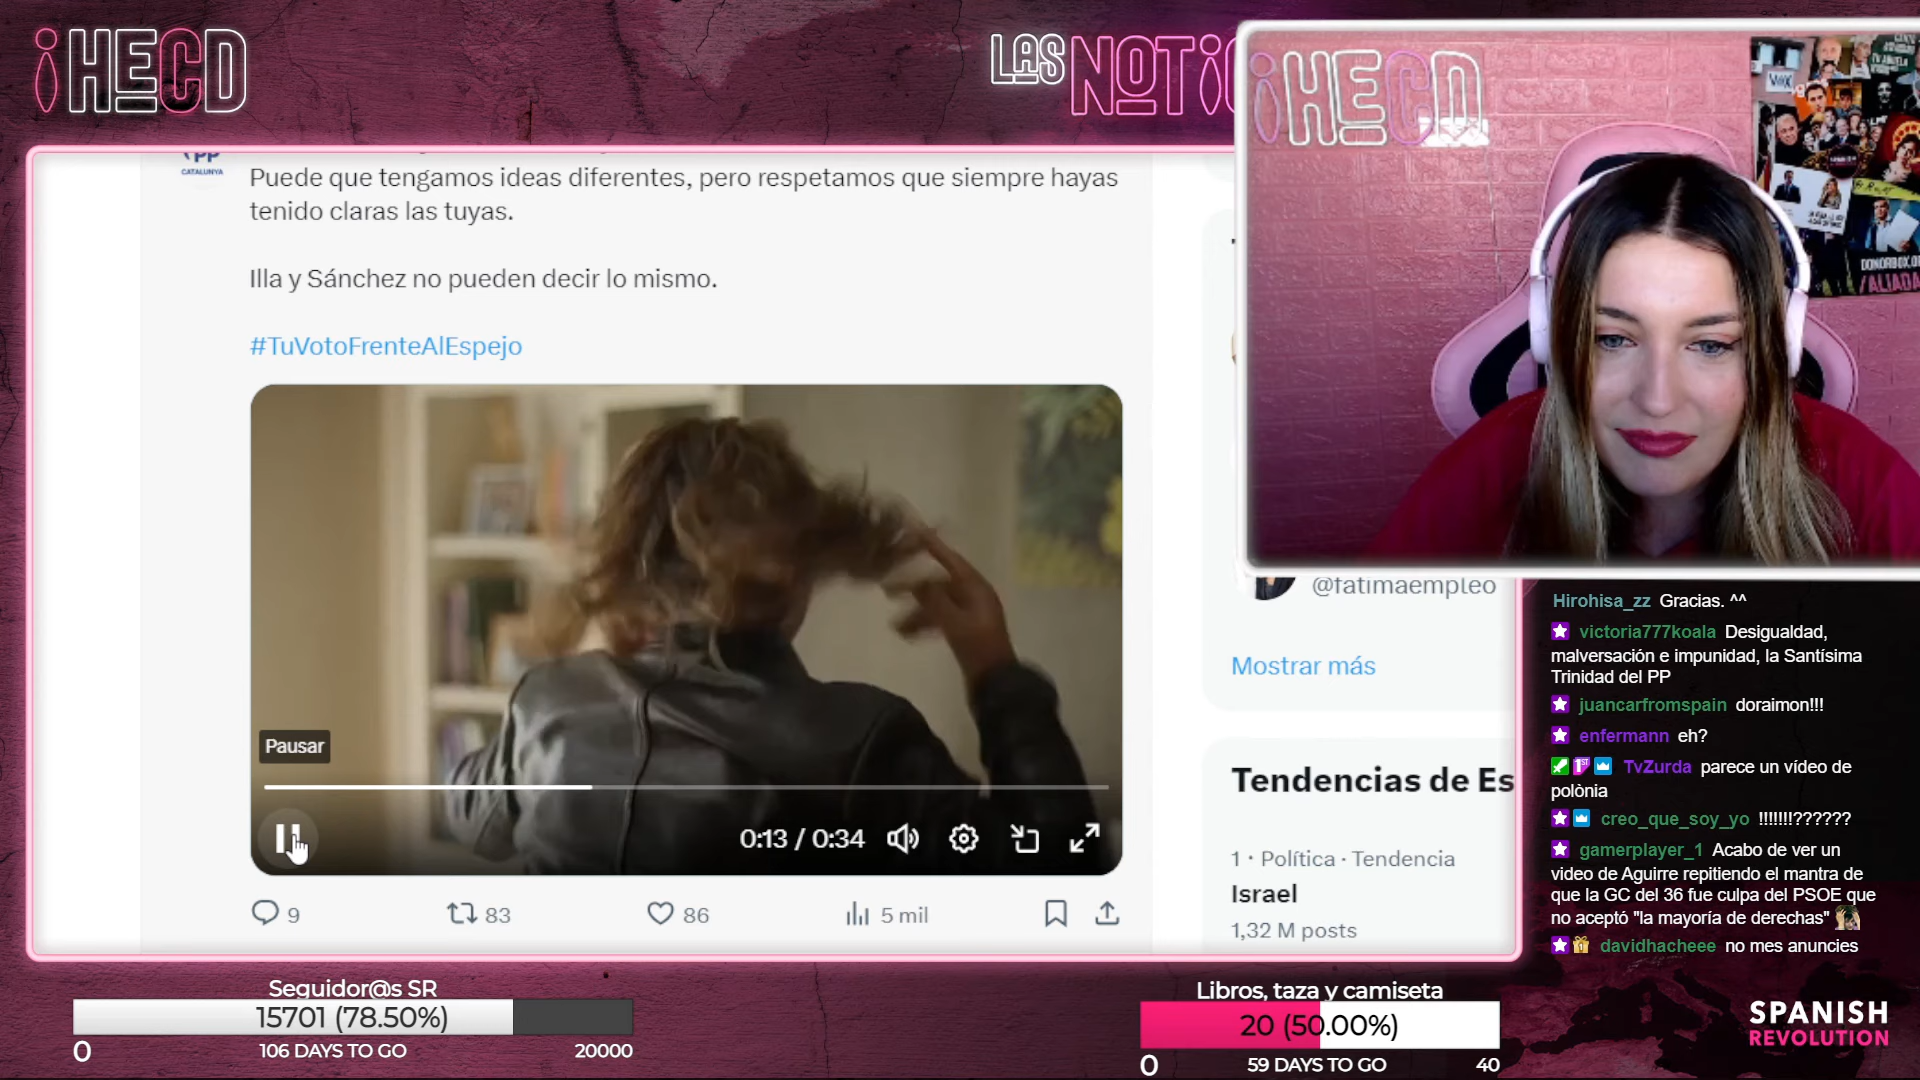 ¡HECD
LAS NOTIC
¡HECD
PP
CATALUNYA
Puede que tengamos ideas diferentes, pero respetamos que siempre hayas
tenido claras las tuyas.
Illa y Sánchez no pueden decir lo mismo.
#TuVotoFrenteAlEspejo
Pausar
0:13 / 0:34
9
83
86
5 mil
@fatimaempleo
Mostrar más
Tendencias de Es
1 · Política · Tendencia
Israel
1,32 M posts
DONORBOX.O
/ALIADA
Hirohisa_zz Gracias. ^^
victoria777koala Desigualdad,
malversación e impunidad, la Santísima
Trinidad del PP
juancarfromspain doraimon!!!
enfermann eh?
TvZurda parece un vídeo de
polònia
creo_que_soy_yo !!!!!!!??????
gamerplayer_1 Acabo de ver un
video de Aguirre repitiendo el mantra de
que la GC del 36 fue culpa del PSOE que
no aceptó "la mayoría de derechas"
davidhacheee no mes anuncies
Seguidor@s SR
15701 (78.50%)
0
106 DAYS TO GO
20000
Libros, taza y camiseta
20 (50.00%)
0
59 DAYS TO GO
40
SPANISH
REVOLUTION